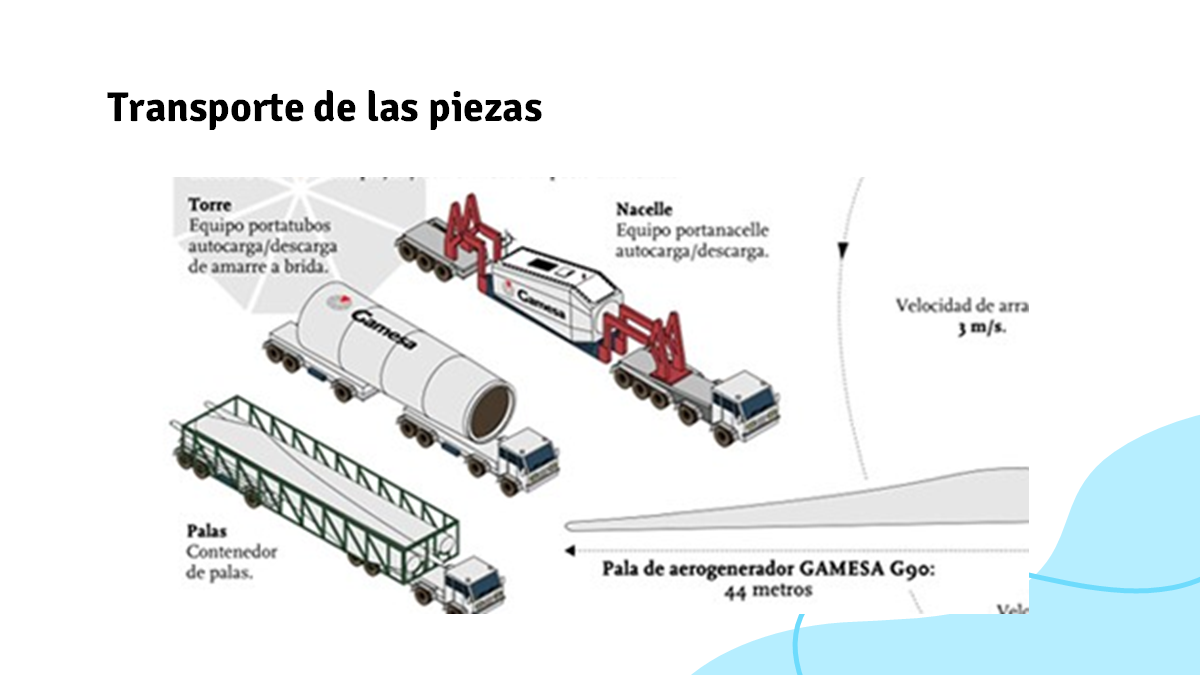 Transporte de las piezas
Torre
Equipo portatubos
autocarga/descarga
de amarre a brida.
Nacelle
Equipo portanacelle
autocarga/descarga.
Gamesa
Gamesa
Velocidad de arra
3 m/s.
Palas
Contenedor
de palas.
Pala de aerogenerador GAMESA G90:
44 metros
Velo